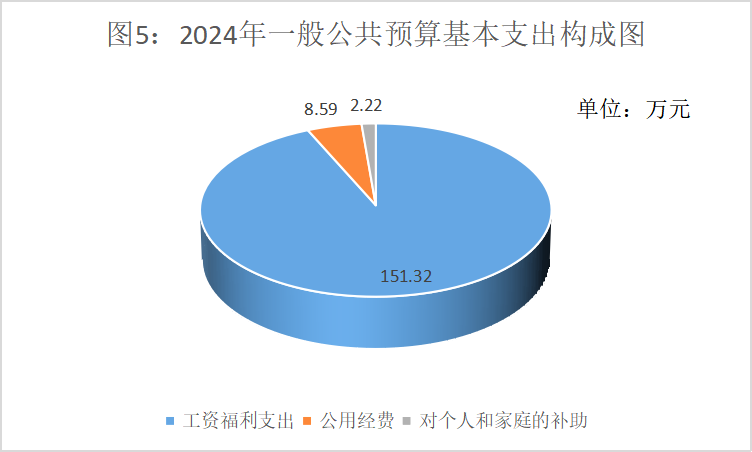 图5：2024年一般公共预算基本支出构成图
单位：万元
8.59
2.22
151.32
工资福利支出 公用经费 对个人和家庭的补助